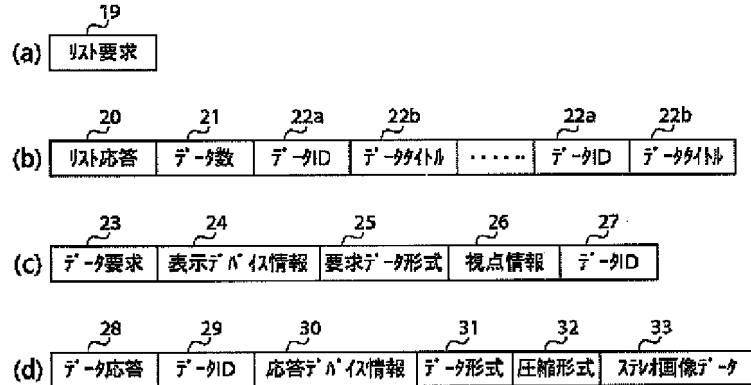 19
(a) リスト要求
20 21 22a 22b 22a 22b
(b) リスト応答 データ数 データID データタイトル ‥‥‥ データID データタイトル
23 24 25 26 27
(c) データ要求 表示デバイス情報 要求データ形式 視点情報 データID
28 29 30 31 32 33
(d) データ応答 データID 応答デバイス情報 データ形式 圧縮形式 ステレオ画像データ